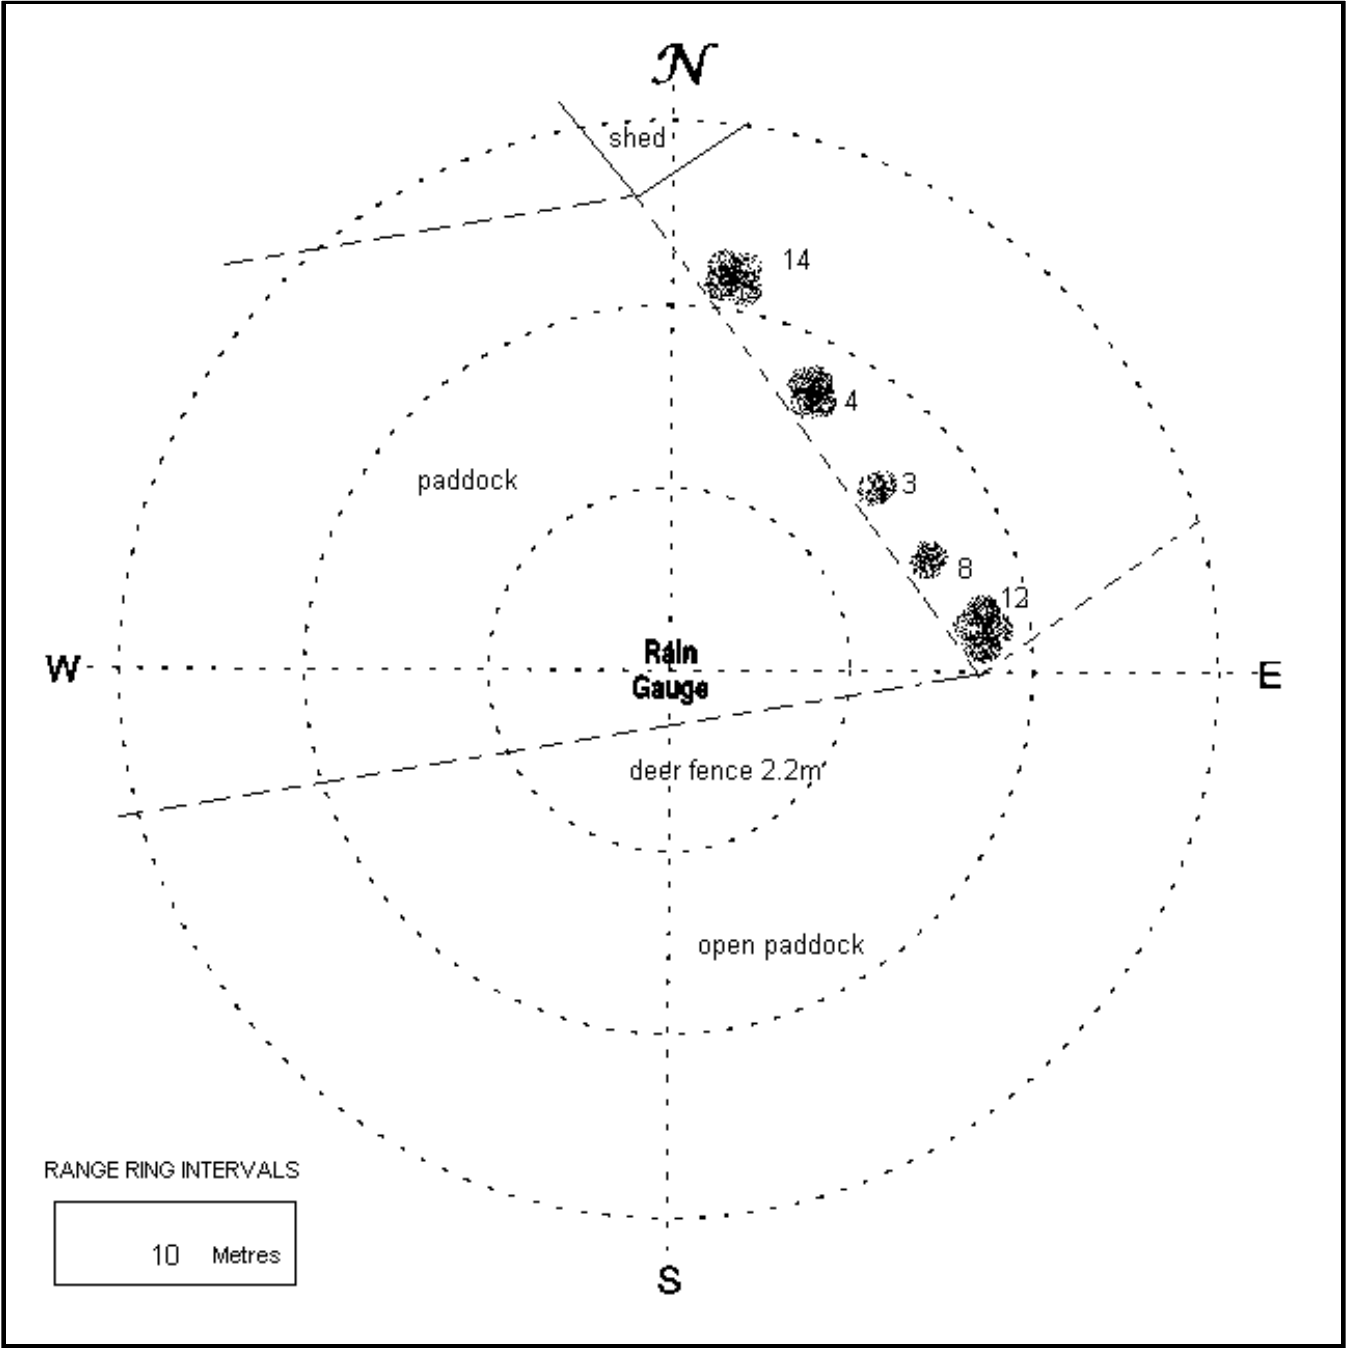 N
shed
14
4
paddock
3
8
12
Rain
Gauge
W
E
deer fence 2.2m
open paddock
RANGE RING INTERVALS
10 Metres
S